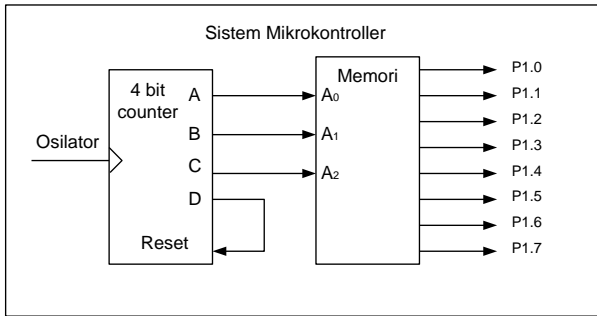 Sistem Mikrokontroller
Osilator
4 bit
counter
A
B
C
D
Reset
Memori
A0
A1
A2
P1.0
P1.1
P1.2
P1.3
P1.4
P1.5
P1.6
P1.7